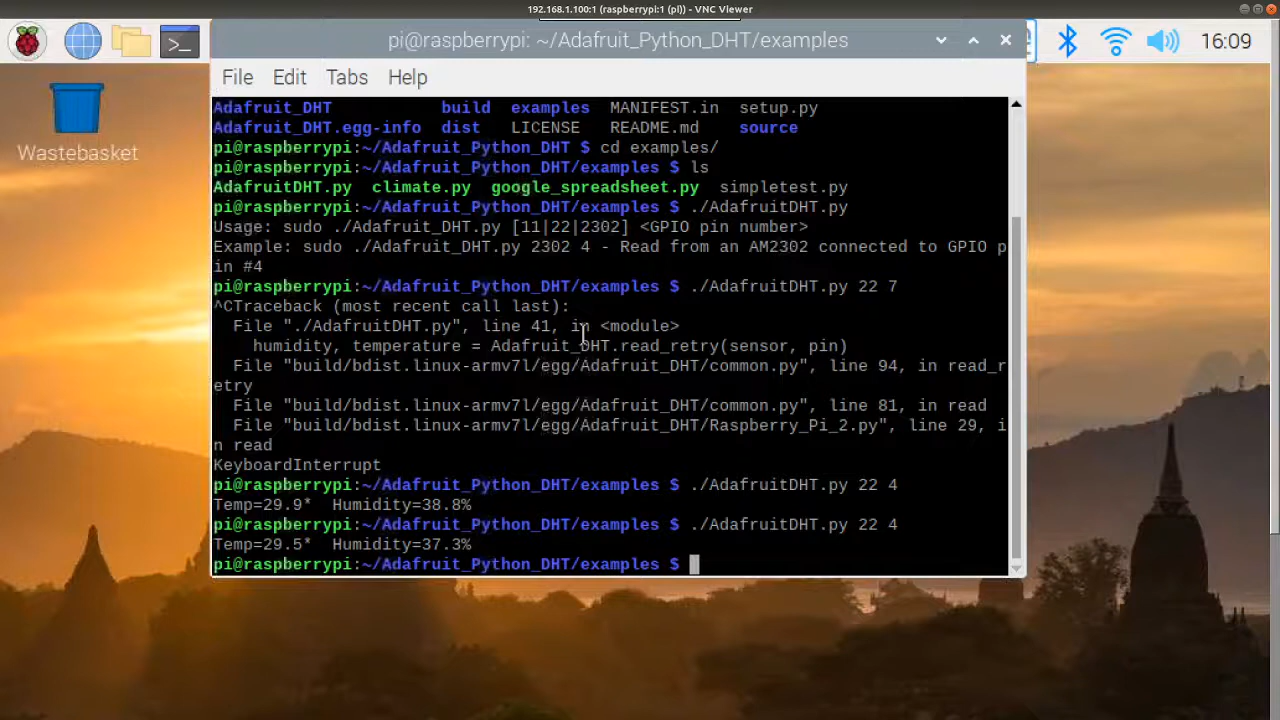 192.168.1.100:1 (raspberrypi:1 (pi)) - VNC Viewer
pi@raspberrypi: ~/Adafruit_Python_DHT/examples
16:09
File Edit Tabs Help
Wastebasket
Adafruit_DHT build examples MANIFEST.in setup.py
Adafruit_DHT.egg-info dist LICENSE README.md source
pi@raspberrypi:~/Adafruit_Python_DHT $ cd examples/
pi@raspberrypi:~/Adafruit_Python_DHT/examples $ ls
AdafruitDHT.py climate.py google_spreadsheet.py simpletest.py
pi@raspberrypi:~/Adafruit_Python_DHT/examples $ ./AdafruitDHT.py
Usage: sudo ./Adafruit_DHT.py [11|22|2302] <GPIO pin number>
Example: sudo ./Adafruit_DHT.py 2302 4 - Read from an AM2302 connected to GPIO p
in #4
pi@raspberrypi:~/Adafruit_Python_DHT/examples $ ./AdafruitDHT.py 22 7
^CTraceback (most recent call last):
File "./AdafruitDHT.py", line 41, in <module>
humidity, temperature = Adafruit_DHT.read_retry(sensor, pin)
File "build/bdist.linux-armv7l/egg/Adafruit_DHT/common.py", line 94, in read_r
etry
File "build/bdist.linux-armv7l/egg/Adafruit_DHT/common.py", line 81, in read
File "build/bdist.linux-armv7l/egg/Adafruit_DHT/Raspberry_Pi_2.py", line 29, i
n read
KeyboardInterrupt
pi@raspberrypi:~/Adafruit_Python_DHT/examples $ ./AdafruitDHT.py 22 4
Temp=29.9* Humidity=38.8%
pi@raspberrypi:~/Adafruit_Python_DHT/examples $ ./AdafruitDHT.py 22 4
Temp=29.5* Humidity=37.3%
pi@raspberrypi:~/Adafruit_Python_DHT/examples $